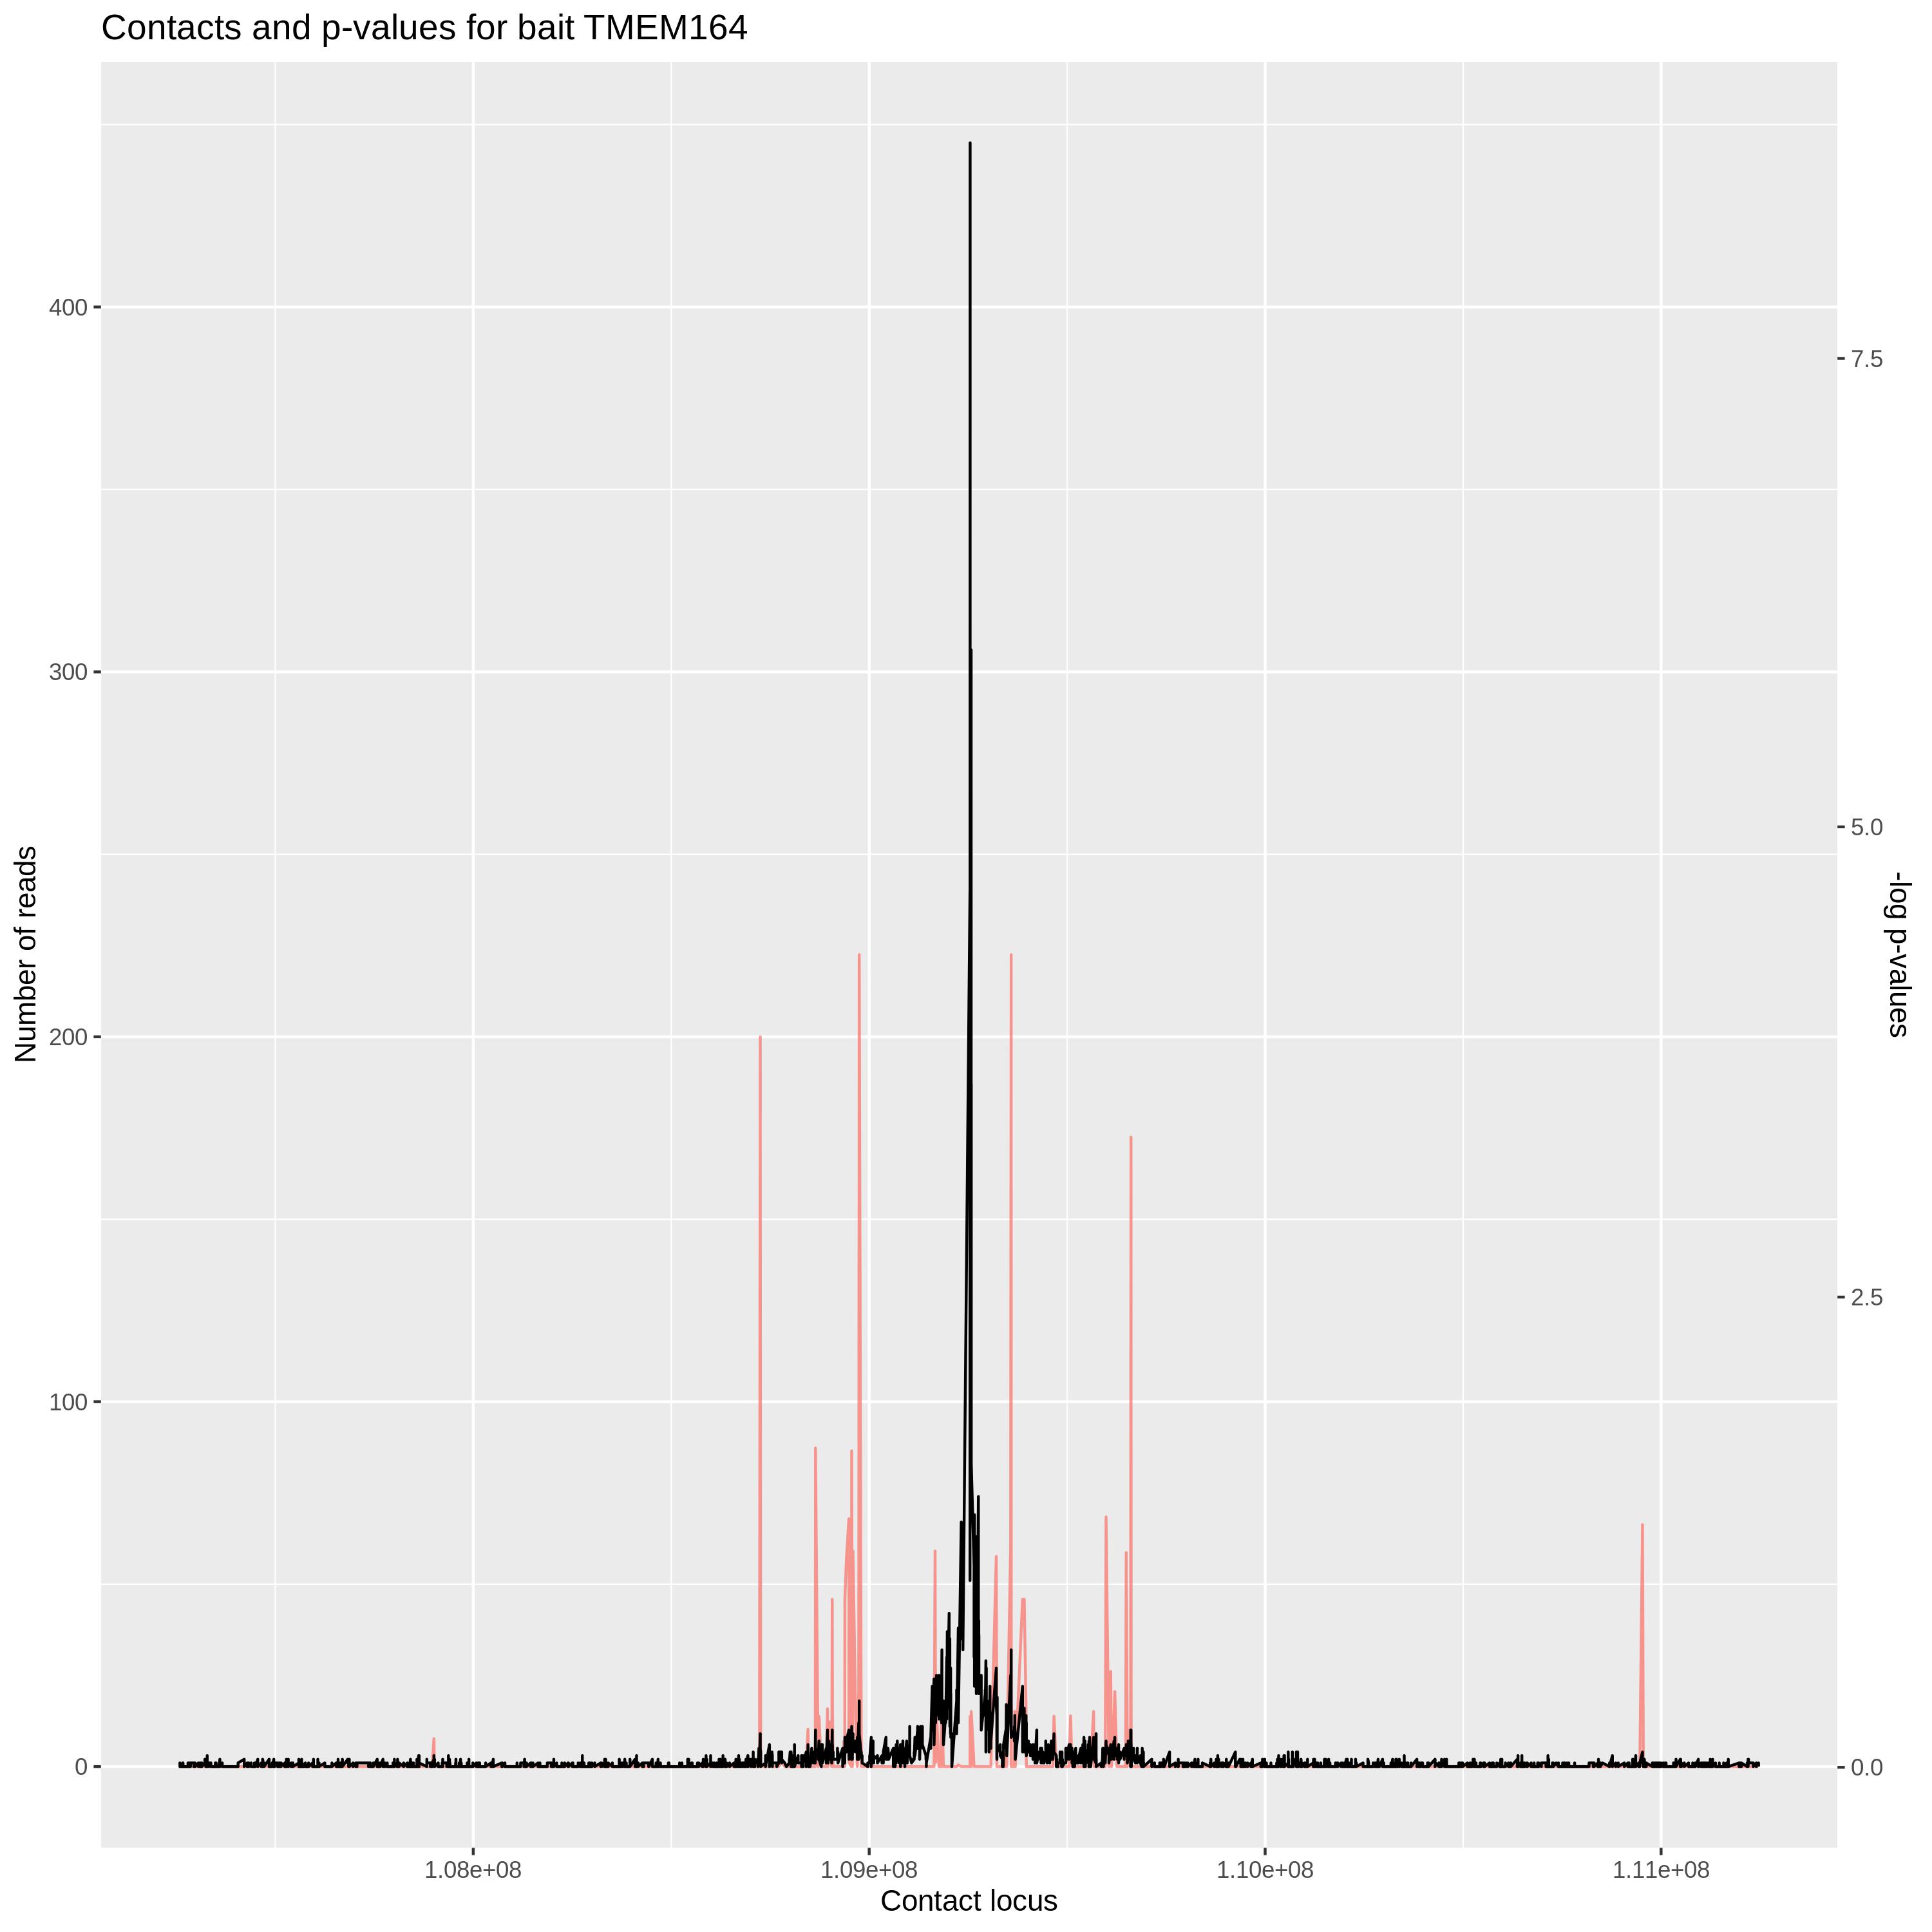 Contacts and p-values for bait TMEM164
Number of reads
400
300
200
100
0
7.5
5.0
2.5
0.0
-log p-values
1.08e+08
1.09e+08
1.10e+08
1.11e+08
Contact locus